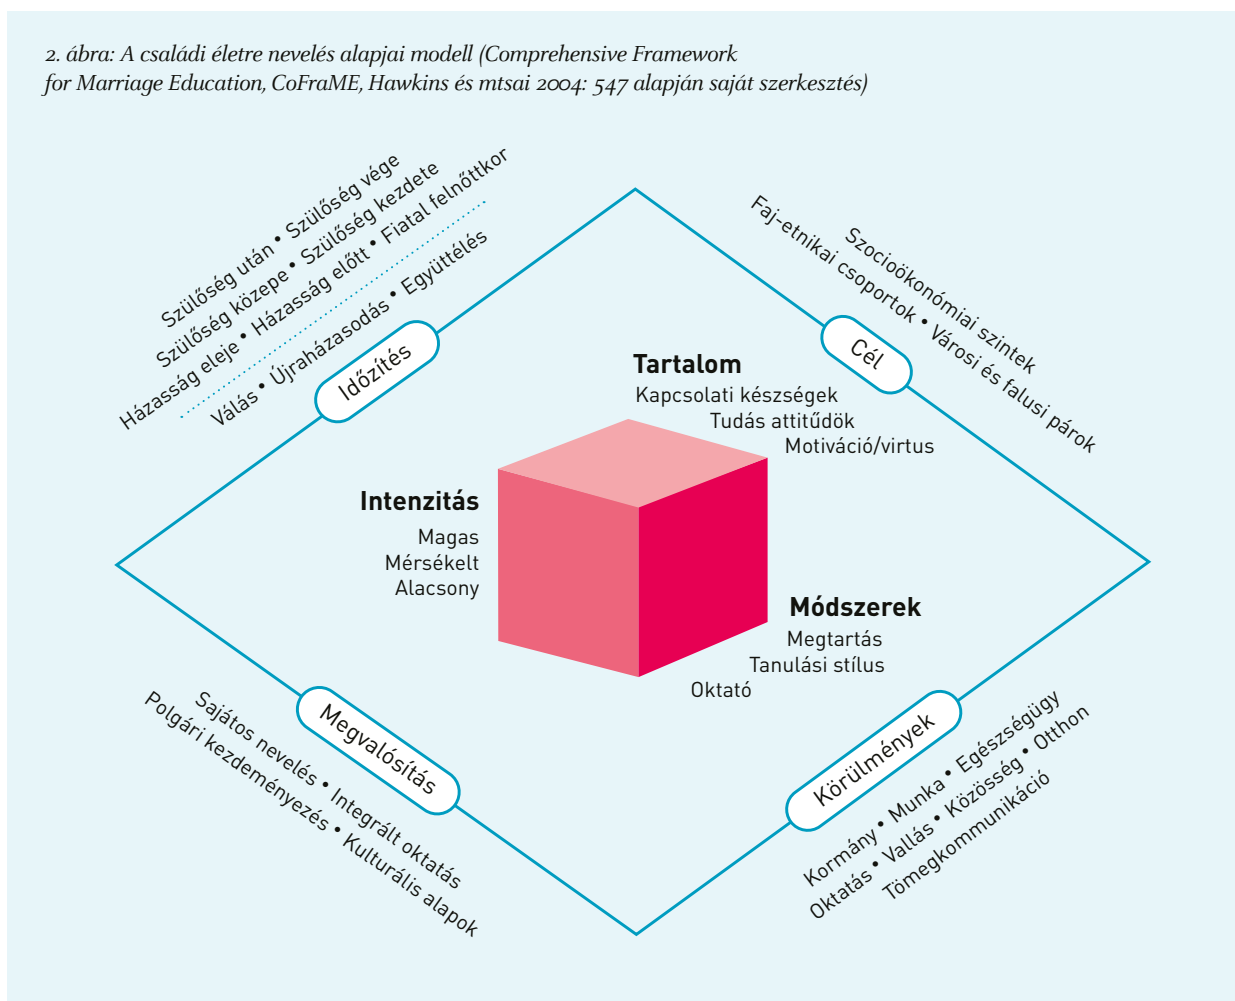 2. ábra: A családi életre nevelés alapjai modell (Comprehensive Framework
for Marriage Education, CoFraME, Hawkins és mtsai 2004: 547 alapján saját szerkesztés)
Szülőség után • Szülőség vége
Szülőség közepe • Szülőség kezdete
Házasság eleje • Házasság előtt • Fiatal felnőttkor
Válás • Újraházasodás • Együttélés
Időzítés
Szocioökonómiai szintek
Faj-etnikai csoportok • Városi és falusi párok
Cél
Tartalom
Kapcsolati készségek
Tudás attitűdök
Motiváció/virtus
Intenzitás
Magas
Mérsékelt
Alacsony
Módszerek
Megtartás
Tanulási stílus
Oktató
Megvalósítás
Sajátos nevelés • Integrált oktatás
Polgári kezdeményezés • Kulturális alapok
Körülmények
Kormány • Munka • Egészségügy
Oktatás • Vallás • Közösség • Otthon
Tömegkommunikáció